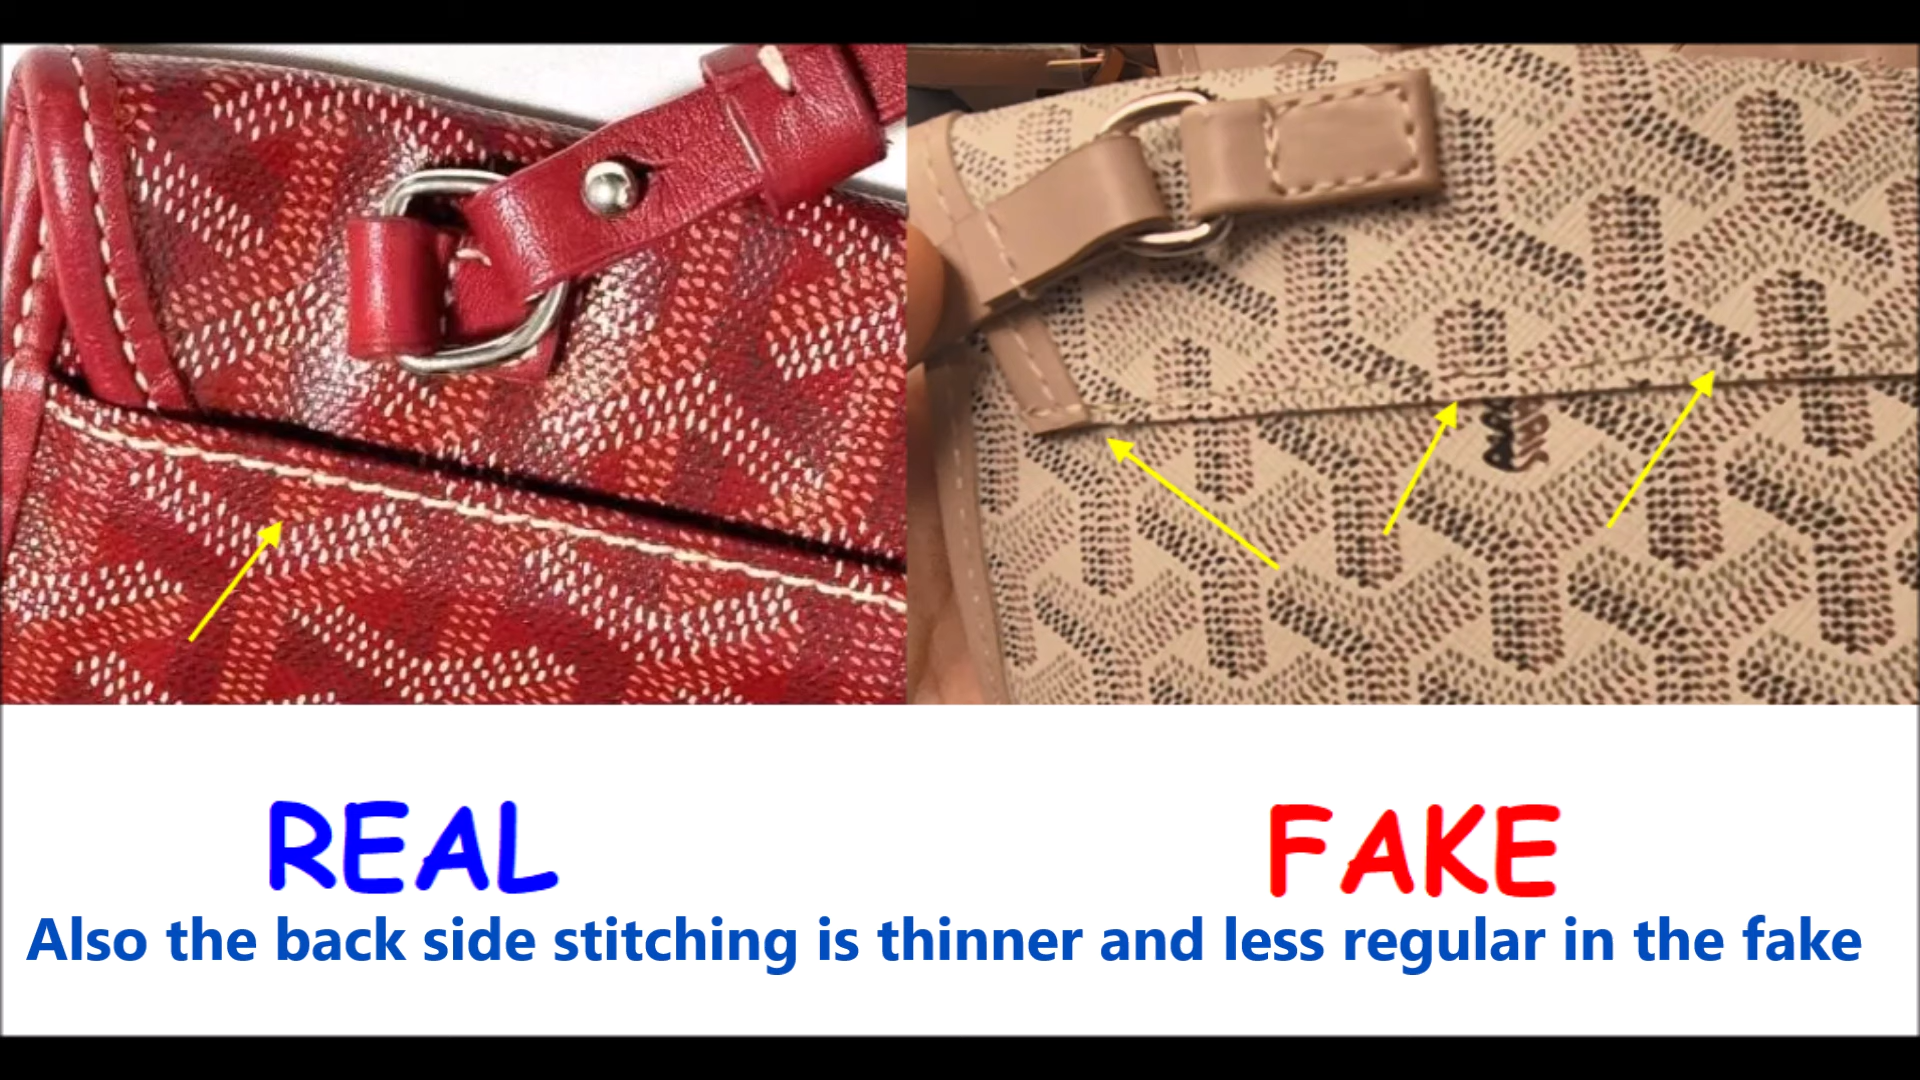 REAL
FAKE
Also the back side stitching is thinner and less regular in the fake